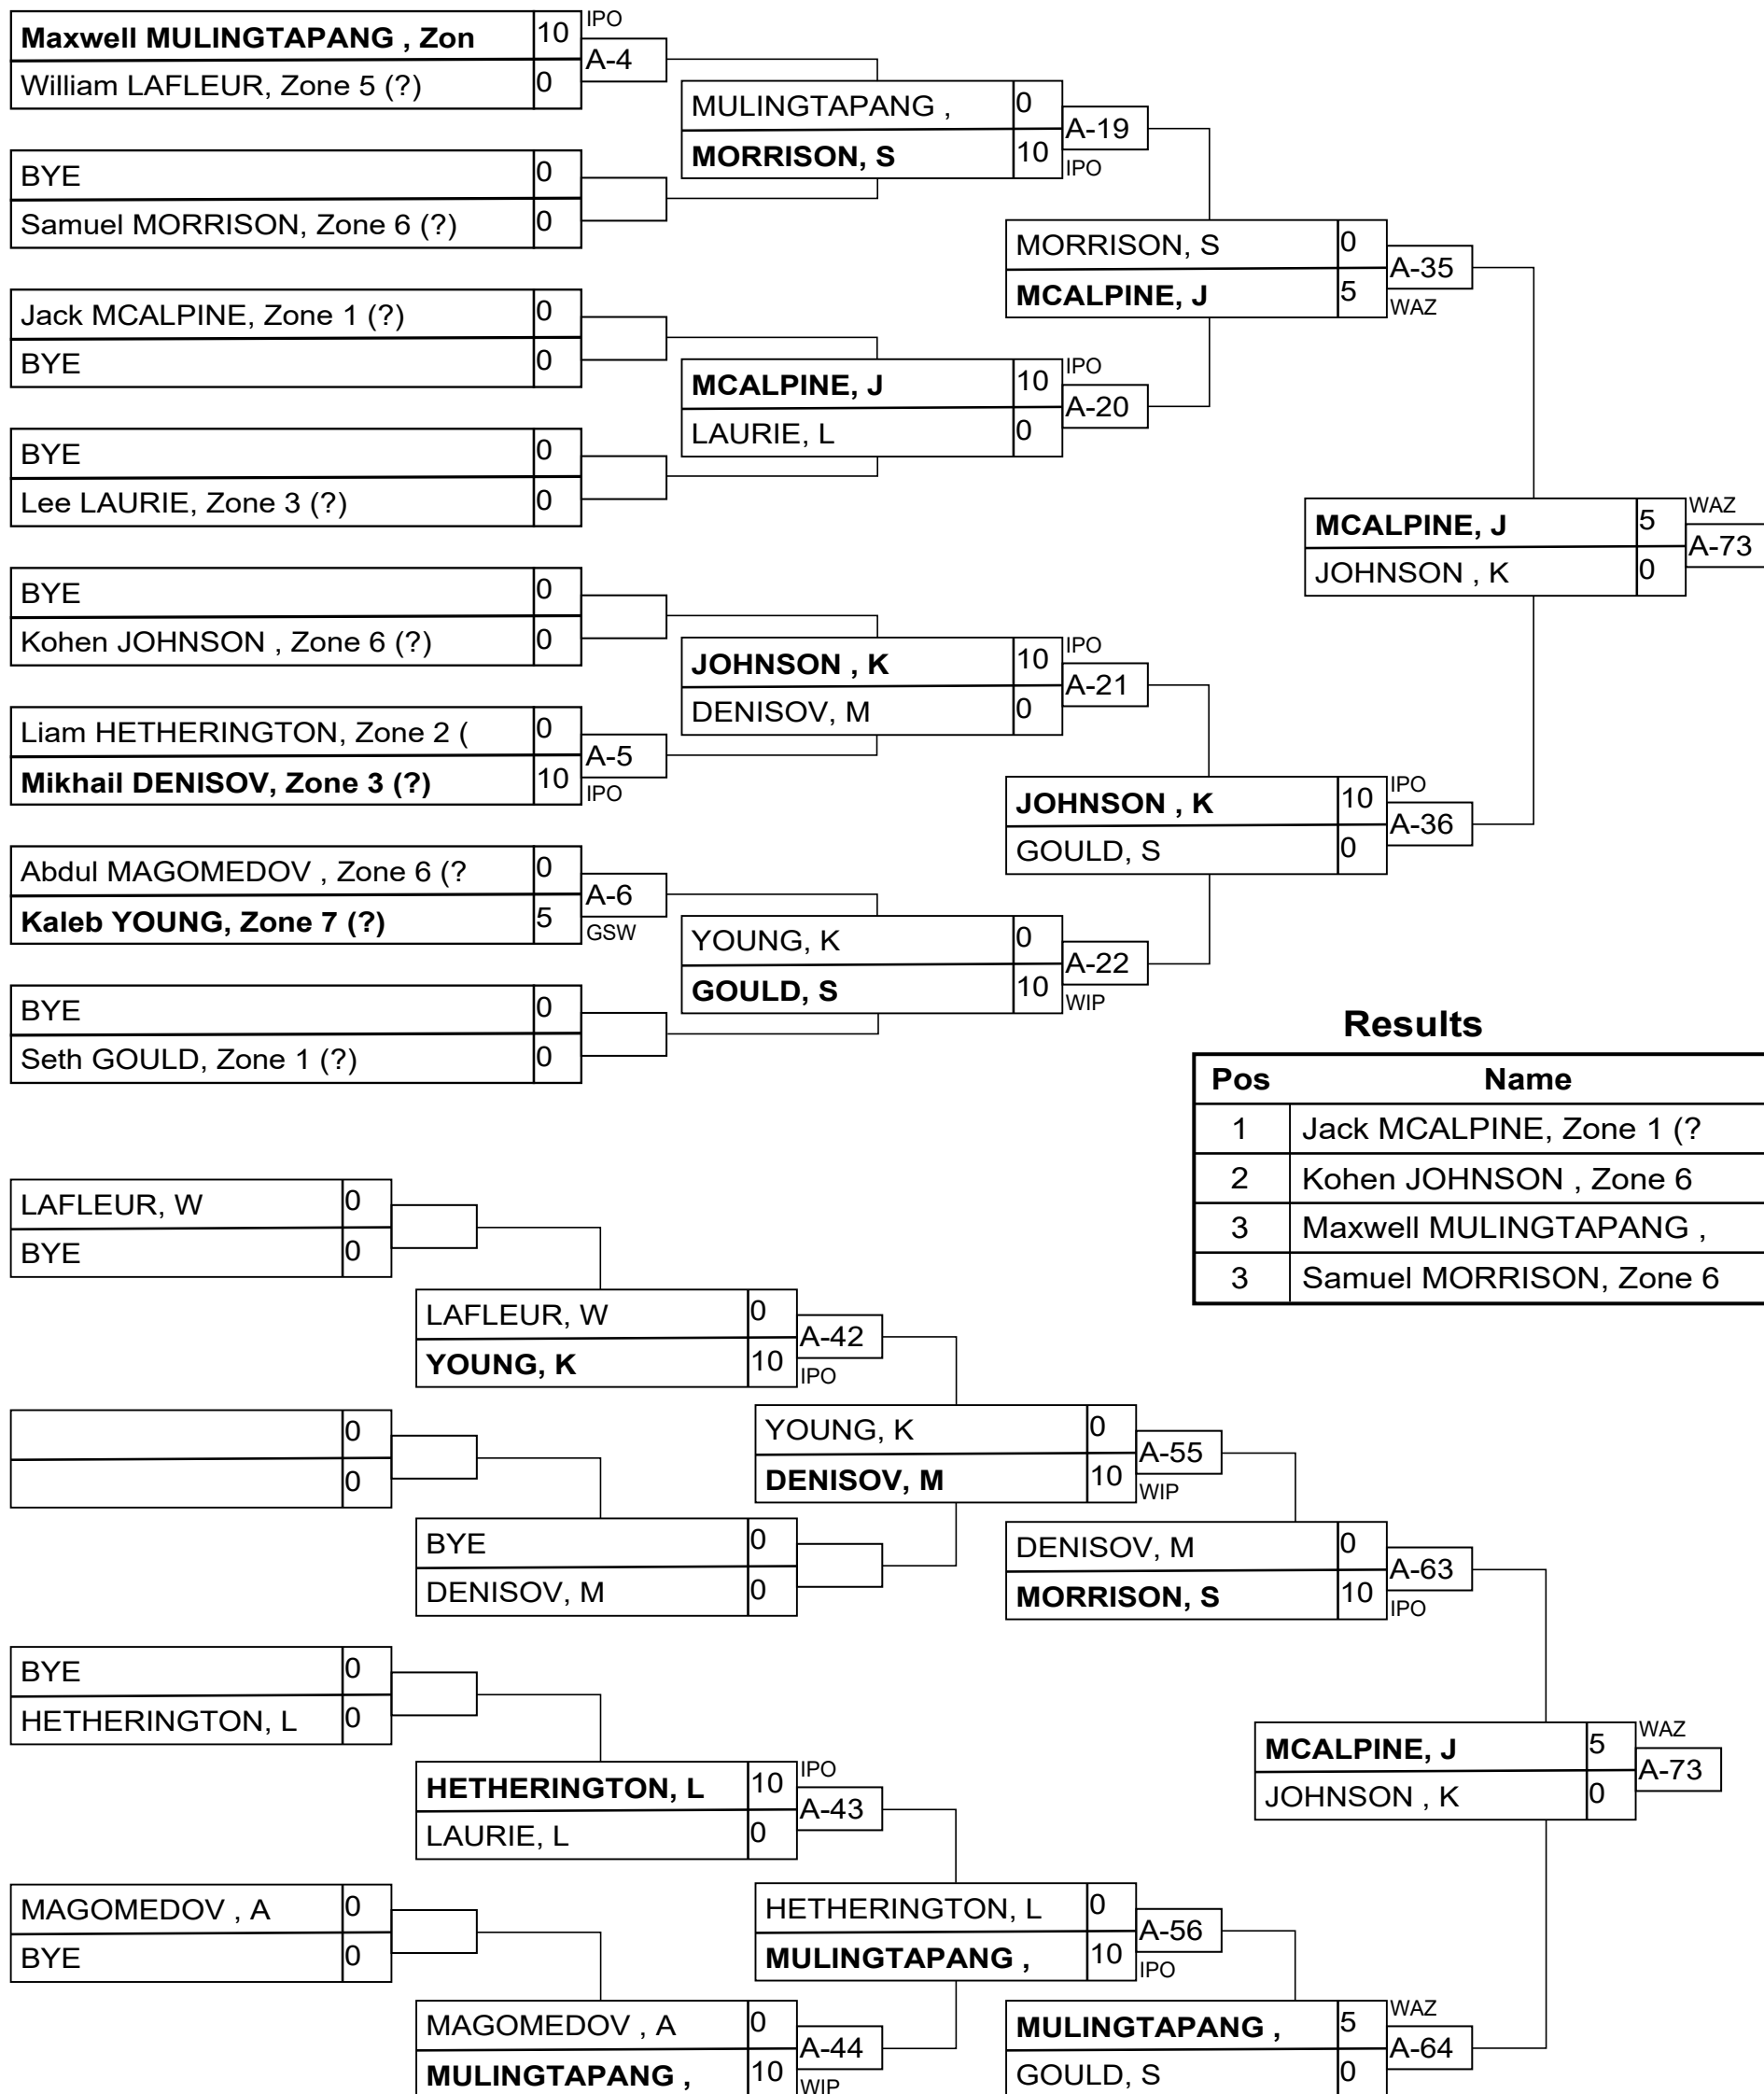 Maxwell MULINGTAPANG , Zon 10 IPO
A-4
William LAFLEUR, Zone 5 (?) 0
MULINGTAPANG , 0
A-19
MORRISON, S 10 IPO
BYE 0
Samuel MORRISON, Zone 6 (?) 0
MORRISON, S 0
A-35
MCALPINE, J 5 WAZ
Jack MCALPINE, Zone 1 (?) 0
BYE 0
MCALPINE, J 10 IPO
A-20
LAURIE, L 0
BYE 0
Lee LAURIE, Zone 3 (?) 0
MCALPINE, J 5 WAZ
A-73
JOHNSON , K 0
BYE 0
Kohen JOHNSON , Zone 6 (?) 0
JOHNSON , K 10 IPO
A-21
DENISOV, M 0
Liam HETHERINGTON, Zone 2 ( 0
A-5
Mikhail DENISOV, Zone 3 (?) 10 IPO
JOHNSON , K 10 IPO
A-36
GOULD, S 0
Abdul MAGOMEDOV , Zone 6 (? 0
A-6
Kaleb YOUNG, Zone 7 (?) 5 GSW
YOUNG, K 0
A-22
GOULD, S 10 WIP
BYE 0
Seth GOULD, Zone 1 (?) 0
Results
Pos Name
1 Jack MCALPINE, Zone 1 (?
2 Kohen JOHNSON , Zone 6
3 Maxwell MULINGTAPANG ,
3 Samuel MORRISON, Zone 6
LAFLEUR, W 0
BYE 0
LAFLEUR, W 0
A-42
YOUNG, K 10 IPO
0
0
YOUNG, K 0
A-55
DENISOV, M 10 WIP
BYE 0
DENISOV, M 0
DENISOV, M 0
A-63
MORRISON, S 10 IPO
BYE 0
HETHERINGTON, L 0
MCALPINE, J 5 WAZ
A-73
JOHNSON , K 0
HETHERINGTON, L 10 IPO
A-43
LAURIE, L 0
MAGOMEDOV , A 0
BYE 0
HETHERINGTON, L 0
A-56
MULINGTAPANG , 10 IPO
MAGOMEDOV , A 0
A-44
MULINGTAPANG , 10 WIP
MULINGTAPANG , 5 WAZ
A-64
GOULD, S 0